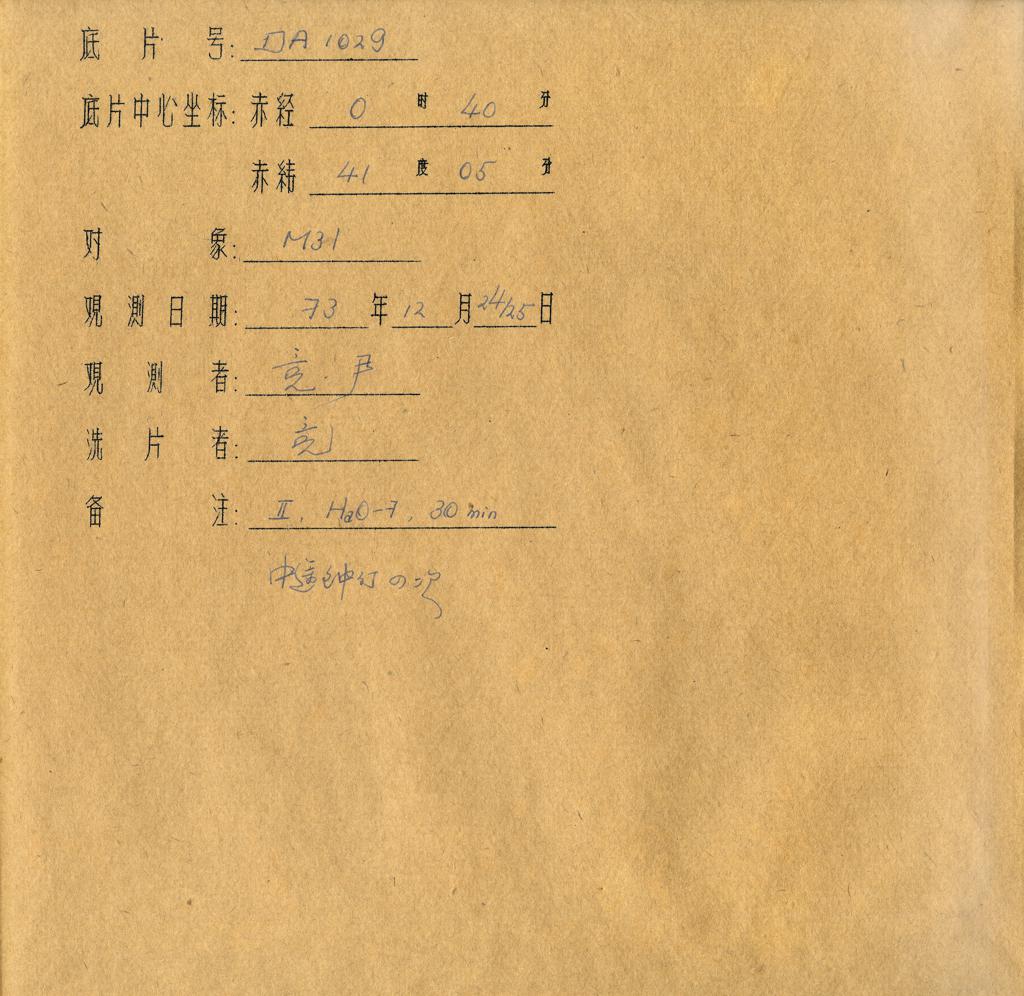 底片号: DA 1029
底片中心坐标: 赤经 0 时 40 分
赤纬 41 度 05 分
对象: M31
观测日期: 73 年 12 月 24/25 日
观测者: 竞·尹
洗片者: 竞
备注: II, HaO-7, 30 min
中途